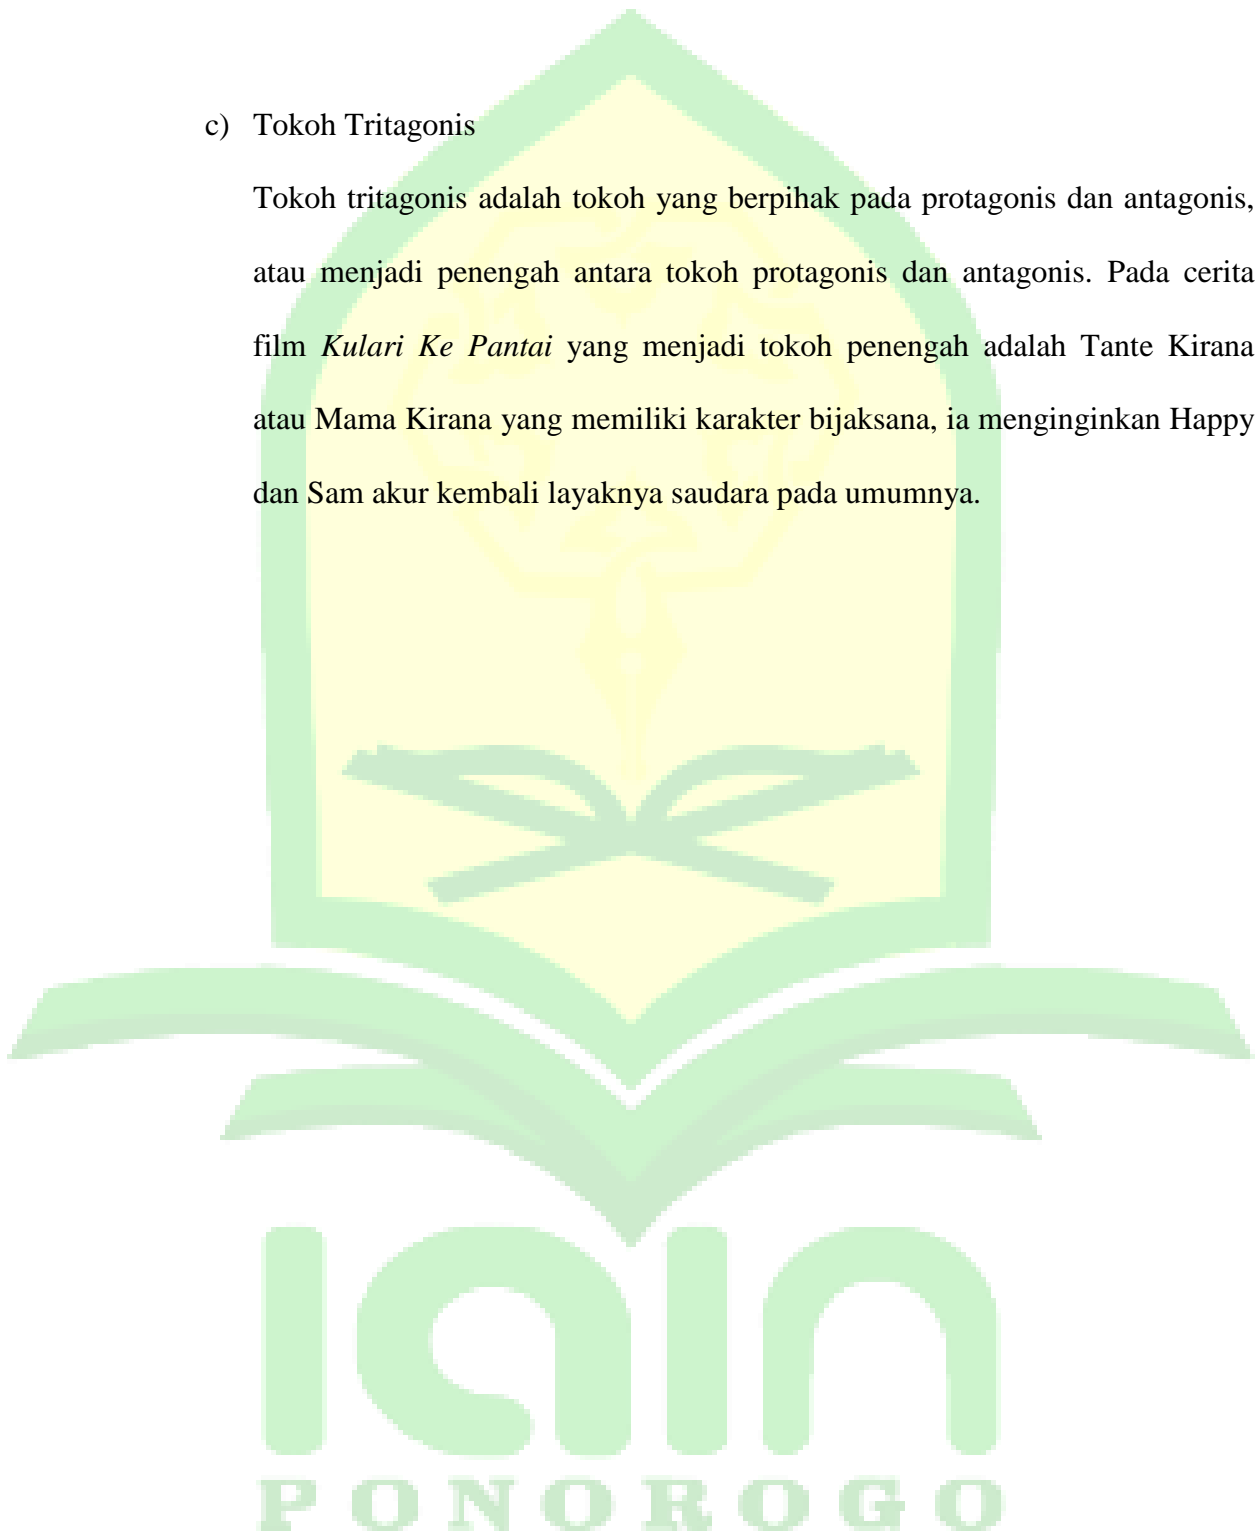 c) Tokoh Tritagonis
Tokoh tritagonis adalah tokoh yang berpihak pada protagonis dan antagonis,
atau menjadi penengah antara tokoh protagonis dan antagonis. Pada cerita
film Kulari Ke Pantai yang menjadi tokoh penengah adalah Tante Kirana
atau Mama Kirana yang memiliki karakter bijaksana, ia menginginkan Happy
dan Sam akur kembali layaknya saudara pada umumnya.
iain
PONOROGO